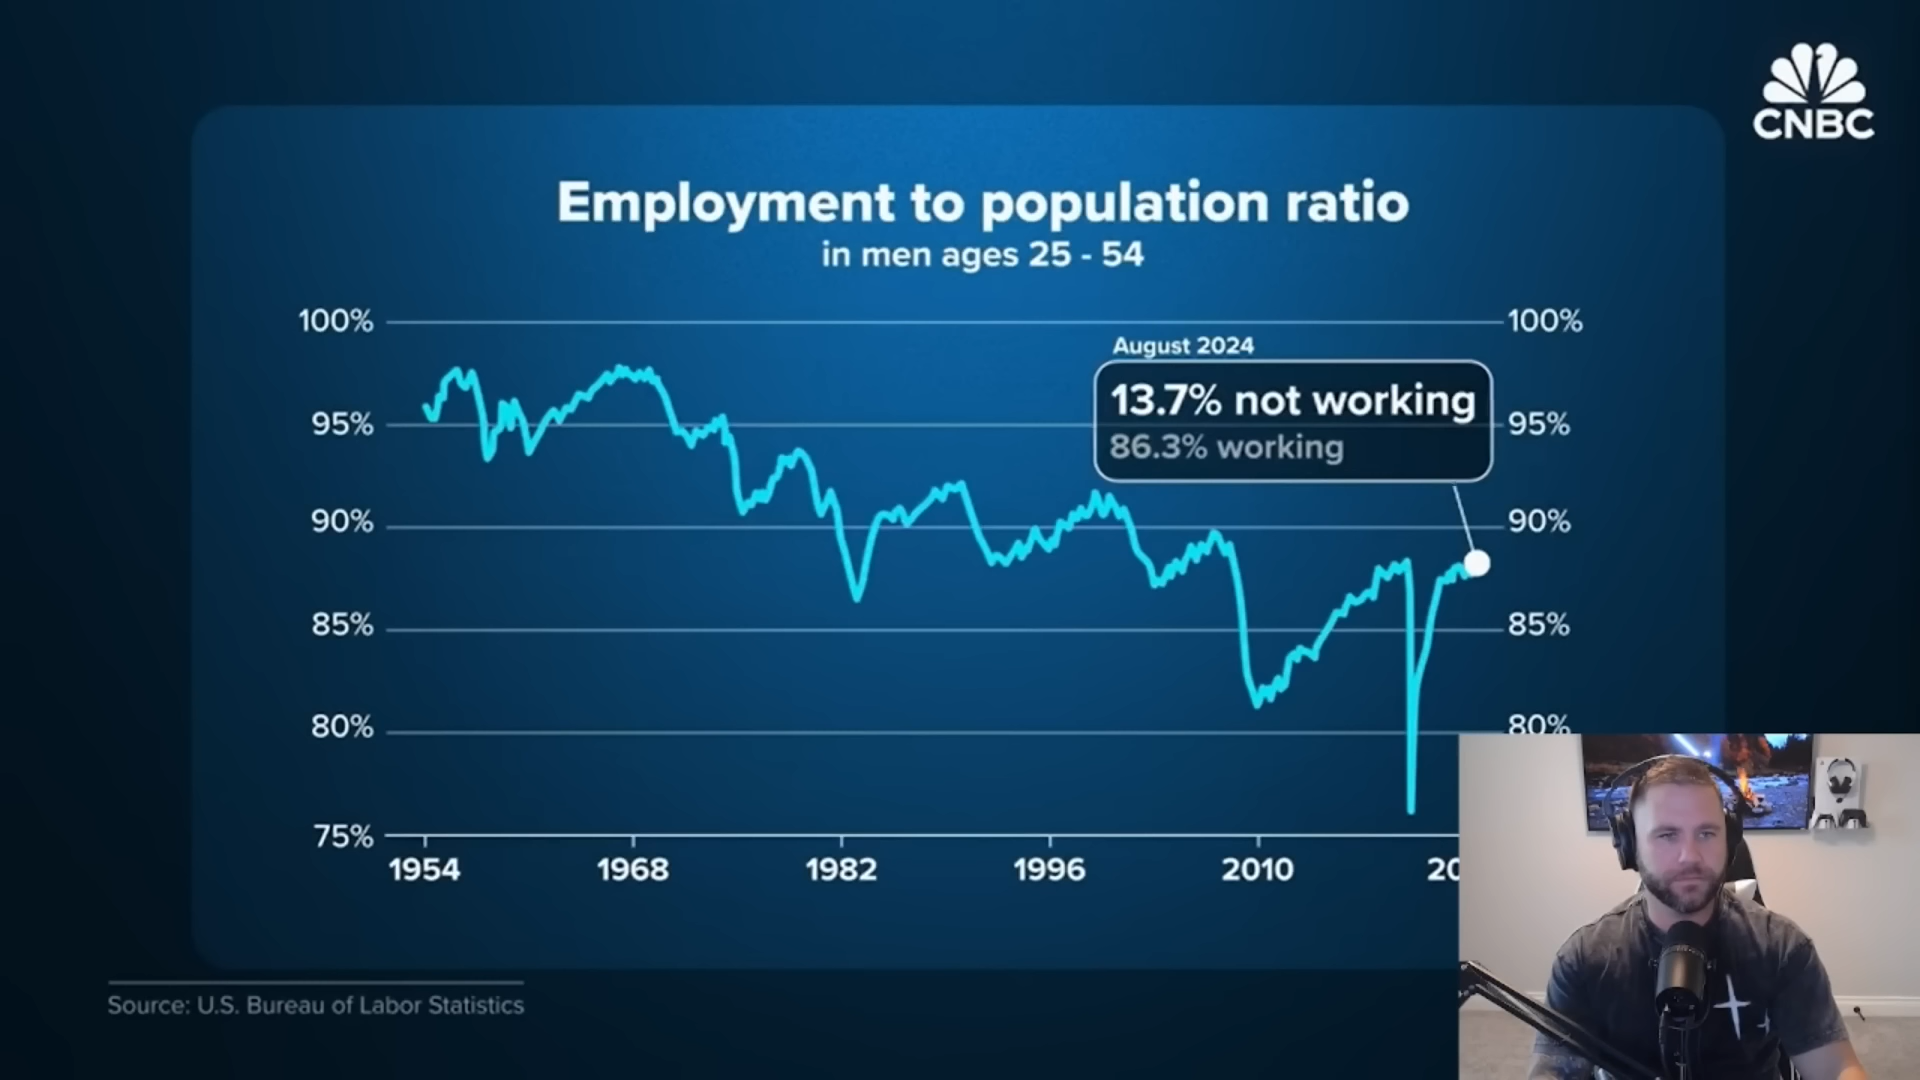 CNBC
Employment to population ratio
in men ages 25 - 54
100%
100%
August 2024
13.7% not working
86.3% working
95%
95%
90%
90%
85%
85%
80%
80%
75%
1954
1968
1982
1996
2010
20
Source: U.S. Bureau of Labor Statistics